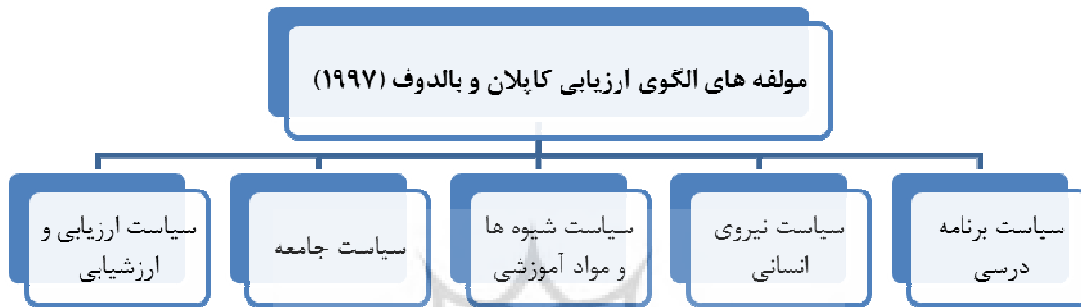 مولفه های الگوی ارزیابی کاپلان و بالدوف (۱۹۹۷)
سیاست برنامه
درسی
سیاست نیروی
انسانی
سیاست شیوه ها
و مواد آموزشی
سیاست جامعه
سیاست ارزیابی و
ارزشیابی